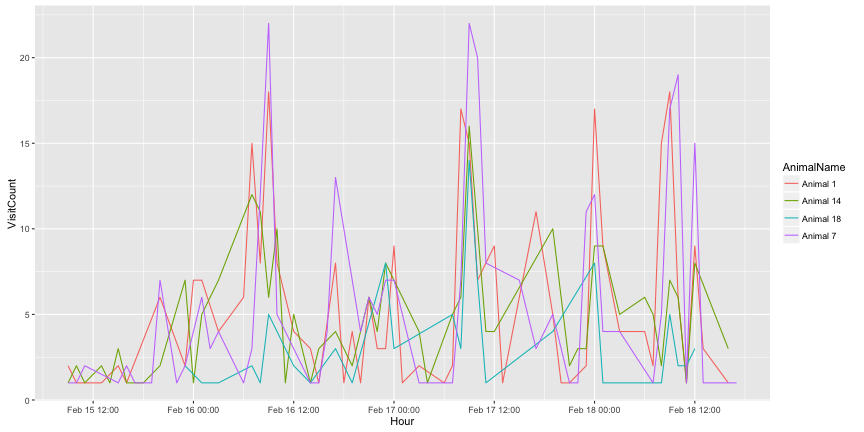 20
15
10
5
0
VisitCount
Feb 15 12:00 Feb 16 00:00 Feb 16 12:00 Feb 17 00:00 Feb 17 12:00 Feb 18 00:00 Feb 18 12:00
Hour
AnimalName
Animal 1
Animal 14
Animal 18
Animal 7